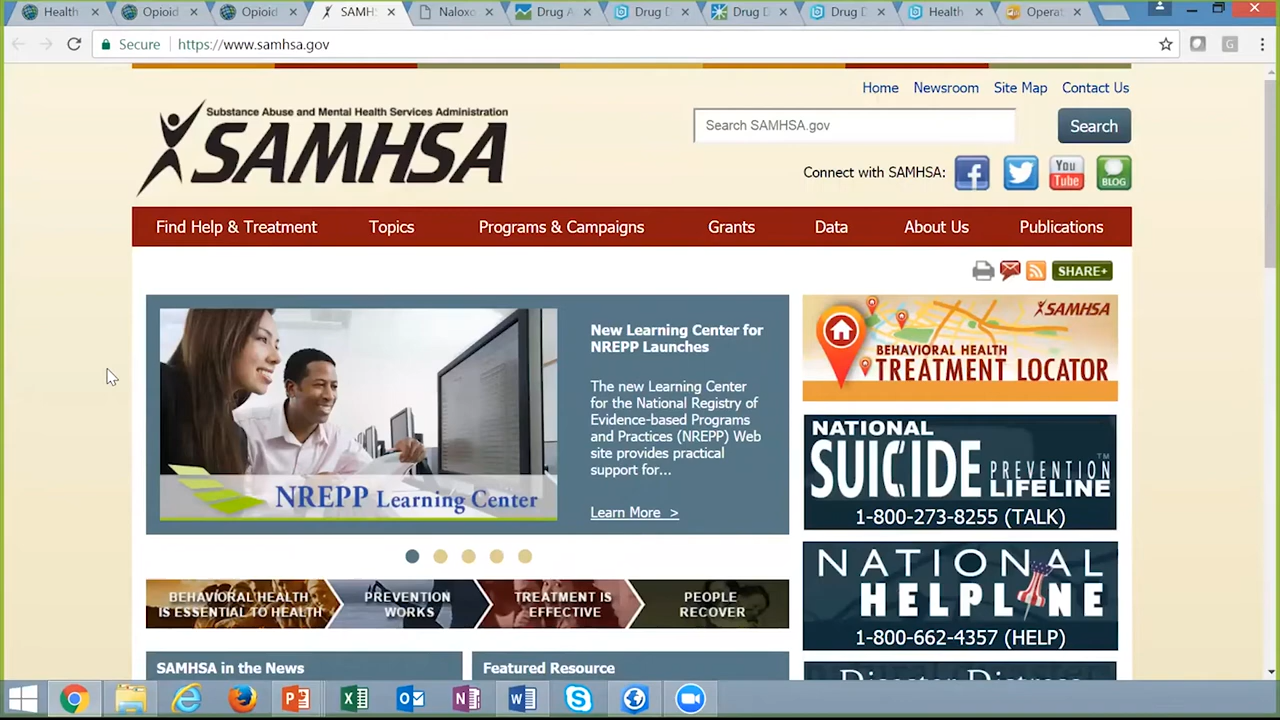 Health
Opioid
Opioid
SAMHS
Naloxo
Drug A
Drug D
Drug D
Drug D
Health
Operat
Secure
https://www.samhsa.gov
Home
Newsroom
Site Map
Contact Us
Substance Abuse and Mental Health Services Administration
SAMHSA
Search SAMHSA.gov
Search
Connect with SAMHSA:
You
Tube
BLOG
Find Help & Treatment
Topics
Programs & Campaigns
Grants
Data
About Us
Publications
SHARE+
NREPP Learning Center
New Learning Center for
NREPP Launches
The new Learning Center
for the National Registry of
Evidence-based Programs
and Practices (NREPP) Web
site provides practical
support for...
Learn More >
SAMHSA
BEHAVIORAL HEALTH
TREATMENT LOCATOR
NATIONAL
SUICIDE PREVENTION
LIFELINE™
1-800-273-8255 (TALK)
NATIONAL
HELPLINE
1-800-662-4357 (HELP)
BEHAVIORAL HEALTH
IS ESSENTIAL TO HEALTH
PREVENTION
WORKS
TREATMENT IS
EFFECTIVE
PEOPLE
RECOVER
SAMHSA in the News
Featured Resource
Disaster Distress